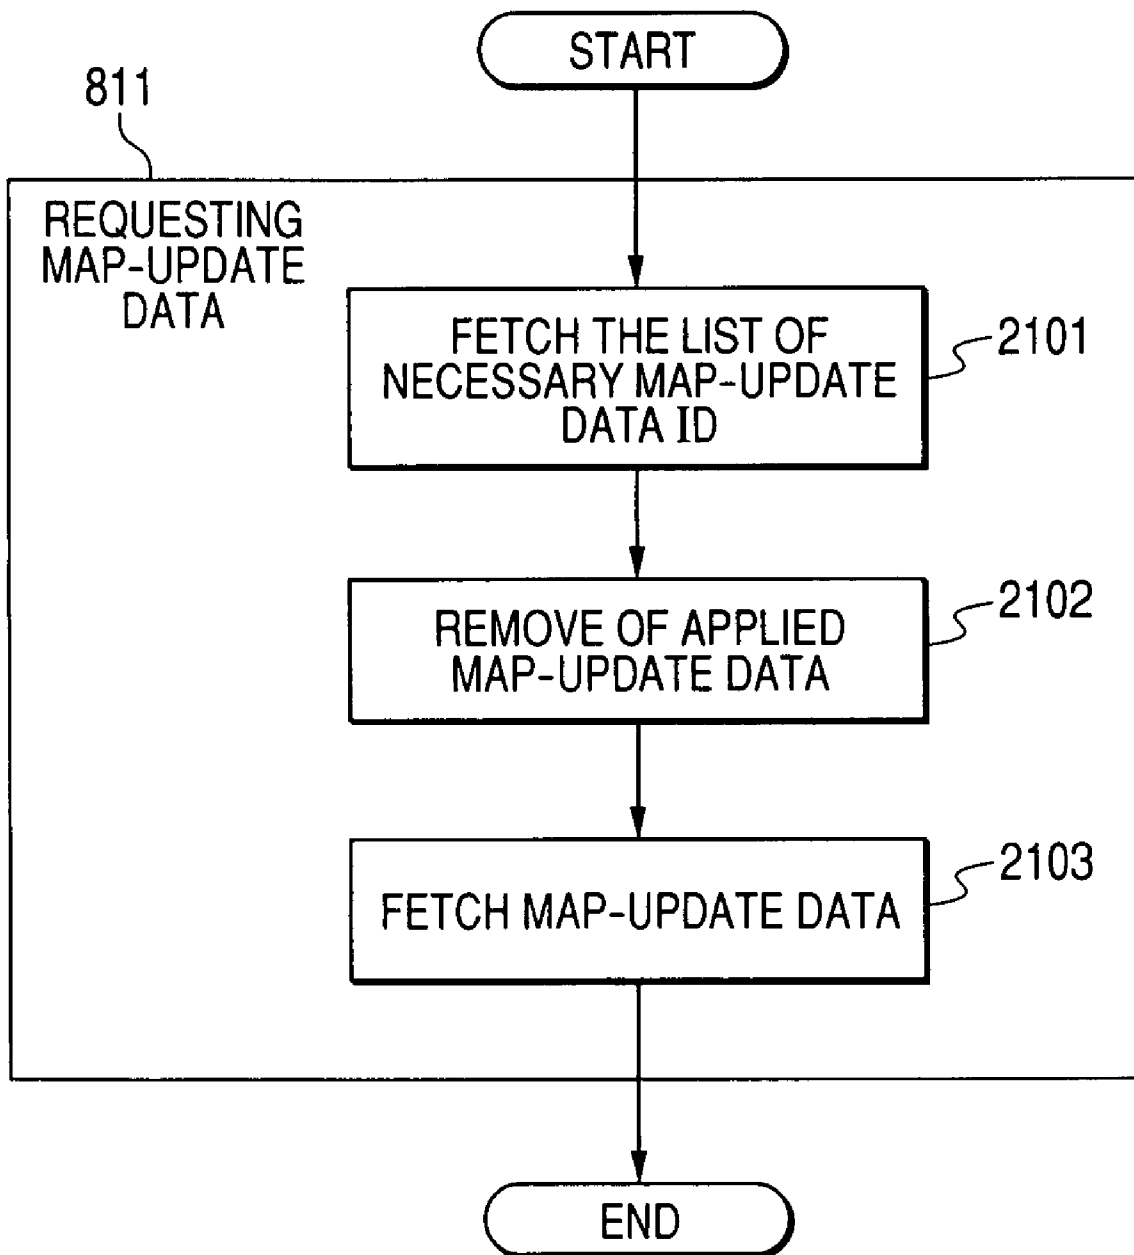 START
811
REQUESTING
MAP-UPDATE
DATA
FETCH THE LIST OF
NECESSARY MAP-UPDATE
DATA ID
2101
REMOVE OF APPLIED
MAP-UPDATE DATA
2102
FETCH MAP-UPDATE DATA
2103
END